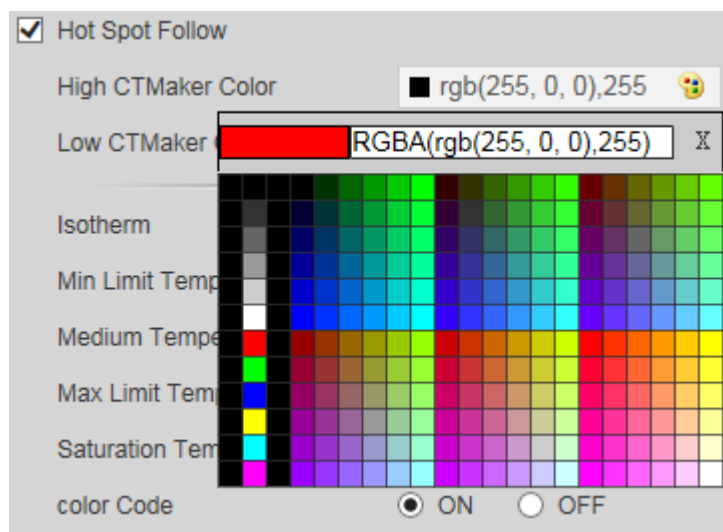 Hot Spot Follow
High CTMaker Color rgb(255, 0, 0),255
Low CTMaker RGBA(rgb(255, 0, 0),255) X
Isotherm
Min Limit Temp
Medium Tempe
Max Limit Tem
Saturation Tem
color Code ON OFF